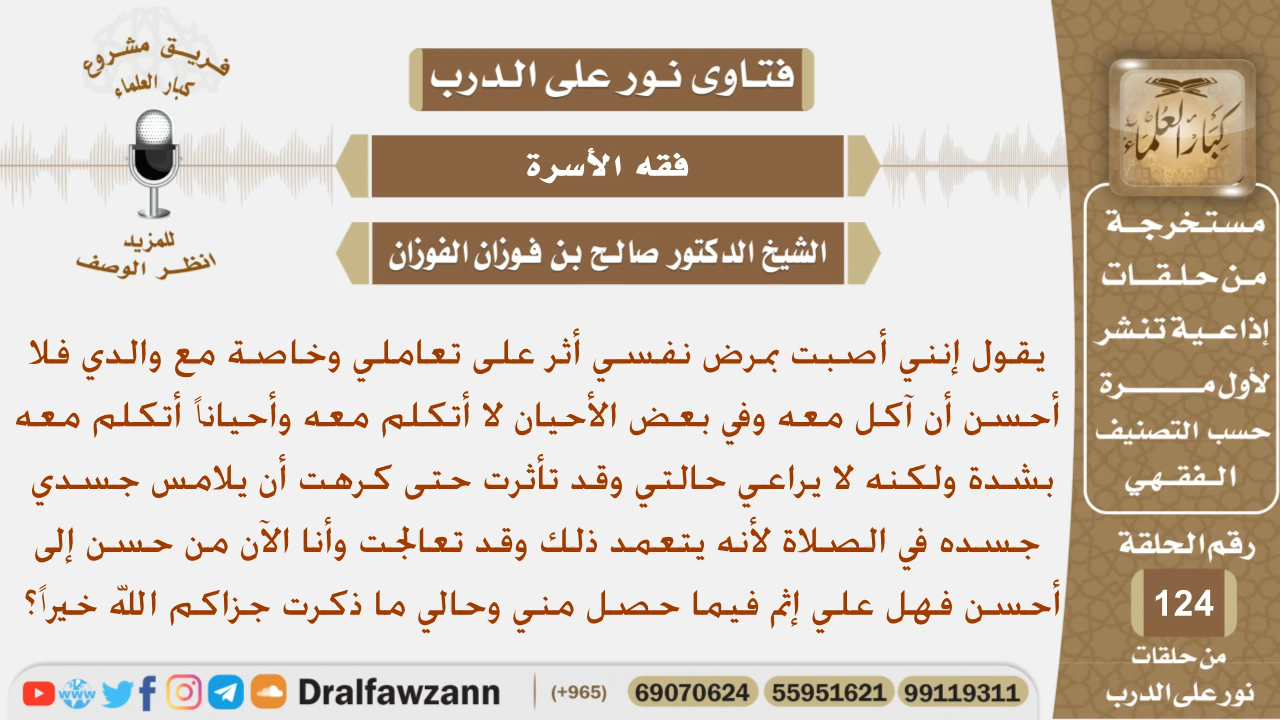 فريق مشروع
كبار العلماء
للمزيد
انظر الوصف
فتاوى نور على الدرب
فقه الأسرة
الشيخ الدكتور صالح بن فوزان الفوزان
يقول إنني أصبت بمرض نفسي أثر على تعاملي وخاصة مع والدي فلا
أحسن أن آكل معه وفي بعض الأحيان لا أتكلم معه وأحياناً أتكلم معه
بشدة ولكنه لا يراعي حالتي وقد تأثرت حتى كرهت أن يلامس جسدي
جسده في الصلاة لأنه يتعمد ذلك وقد تعالجت وأنا الآن من حسن إلى
أحسن فهل علي إثم فيما حصل مني وحالي ما ذكرت جزاكم الله خيراً؟
كبار العلماء
مستخرجة
من حلقات
إذاعية تنشر
لأول مرة
حسب التصنيف
الفقهي
رقم الحلقة
124
من حلقات
نور على الدرب
www Dralfawzann (+965) 69070624 55951621 99119311